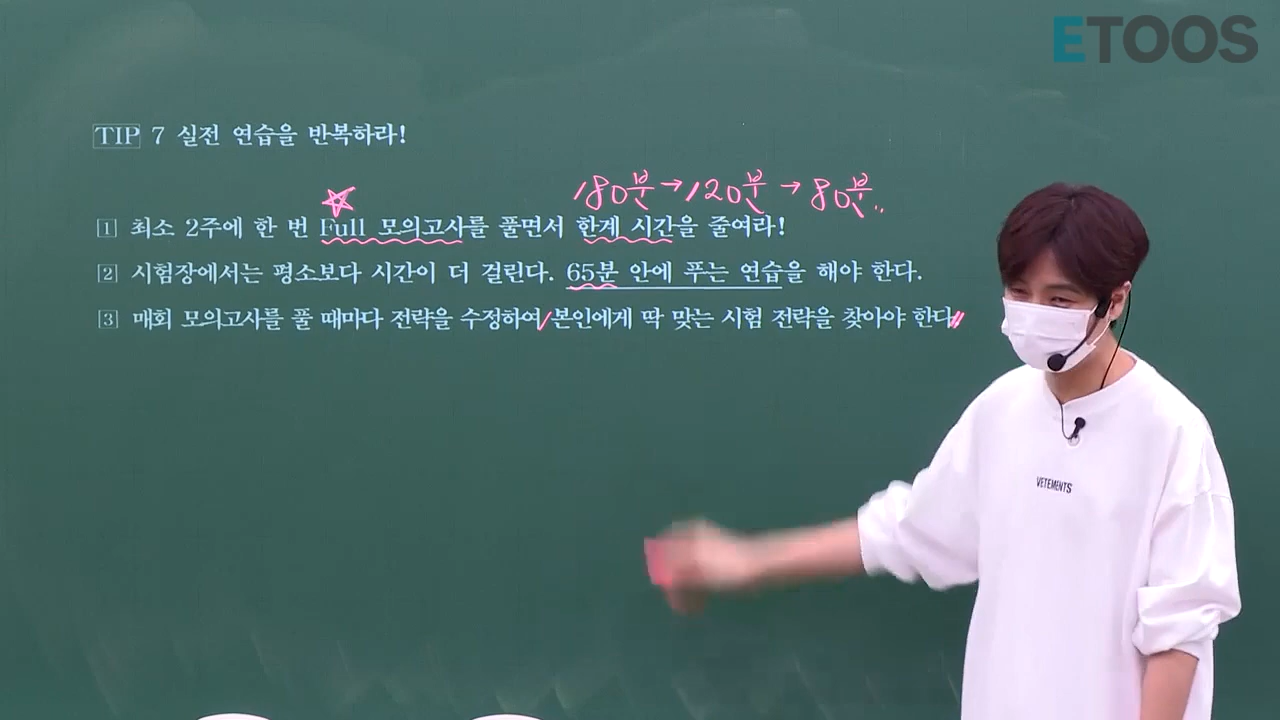 ETOOS
TIP 7 실전 연습을 반복하라!
180분→120분→80분..
1 최소 2주에 한 번 Full 모의고사를 풀면서 한계 시간을 줄여라!
2 시험장에서는 평소보다 시간이 더 걸린다. 65분 안에 푸는 연습을 해야 한다.
3 매회 모의고사를 풀 때마다 전략을 수정하여/본인에게 딱 맞는 시험 전략을 찾아야 한다.
VETEMENTS